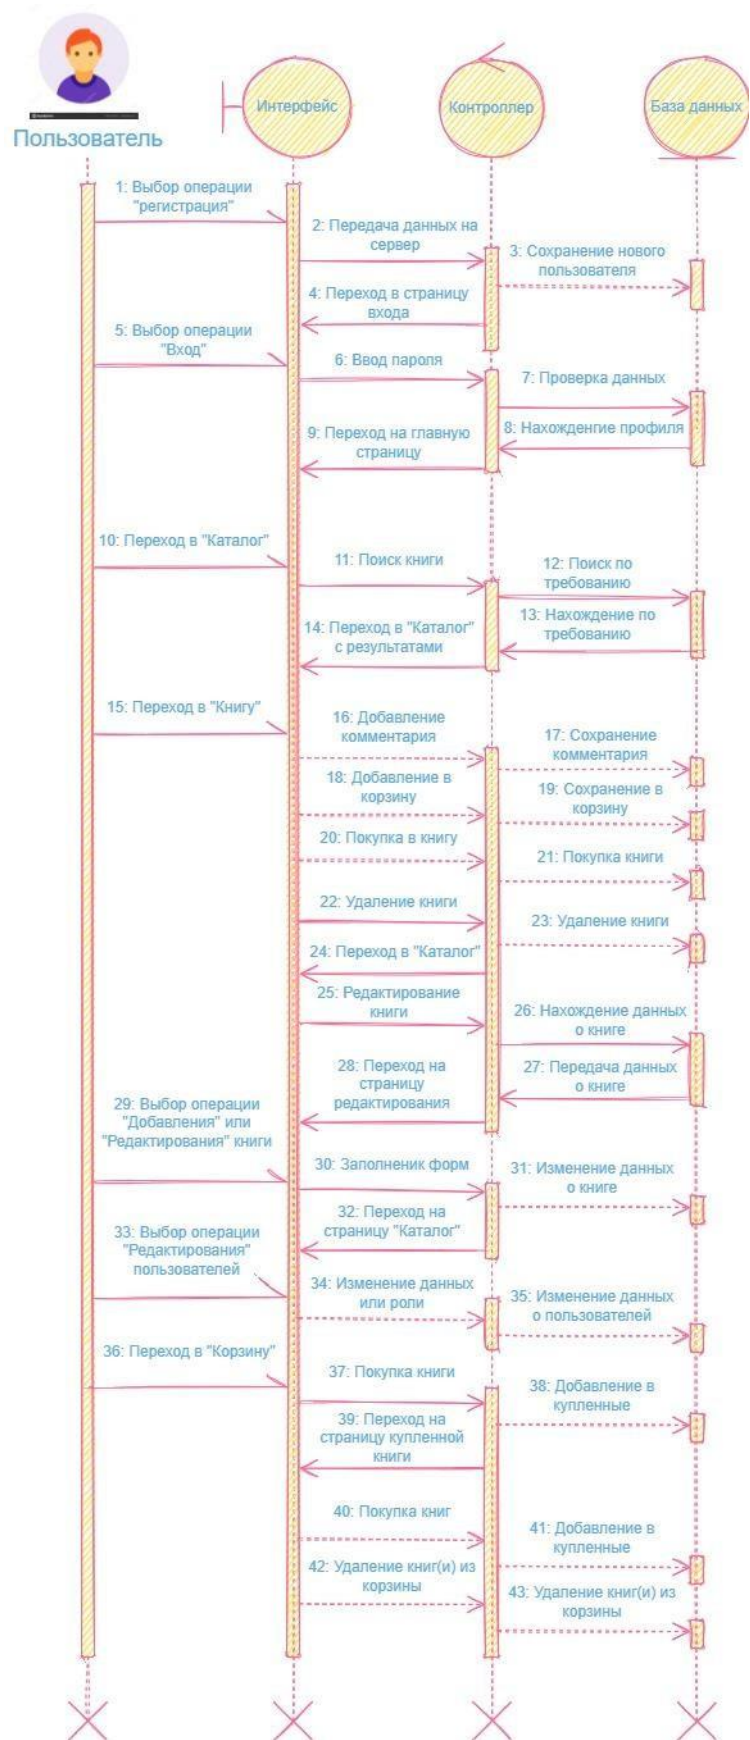 Пользователь
Интерфейс
Контроллер
База данных
1: Выбор операции
"регистрация"
2: Передача данных на
сервер
3: Сохранение нового
пользователя
4: Переход в страницу
входа
5: Выбор операции
"Вход"
6: Ввод пароля
7: Проверка данных
8: Нахожденгие профиля
9: Переход на главную
страницу
10: Переход в "Каталог"
11: Поиск книги
12: Поиск по
требованию
13: Нахождение по
требованию
14: Переход в "Каталог"
с результатами
15: Переход в "Книгу"
16: Добавление
комментария
17: Сохранение
комментария
18: Добавление в
корзину
19: Сохранение в
корзину
20: Покупка в книгу
21: Покупка книги
22: Удаление книги
23: Удаление книги
24: Переход в "Каталог"
25: Редактирование
книги
26: Нахождение данных
о книге
27: Передача данных
о книге
28: Переход на
страницу
редактирования
29: Выбор операции
"Добавления" или
"Редактирования" книги
30: Заполненик форм
31: Изменение данных
о книге
32: Переход на
страницу "Каталог"
33: Выбор операции
"Редактирования"
пользователей
34: Изменение данных
или роли
35: Изменение данных
о пользователей
36: Переход в "Корзину"
37: Покупка книги
38: Добавление в
купленные
39: Переход на
страницу купленной
книги
40: Покупка книг
41: Добавление в
купленные
42: Удаление книг(и) из
корзины
43: Удаление книг(и) из
корзины